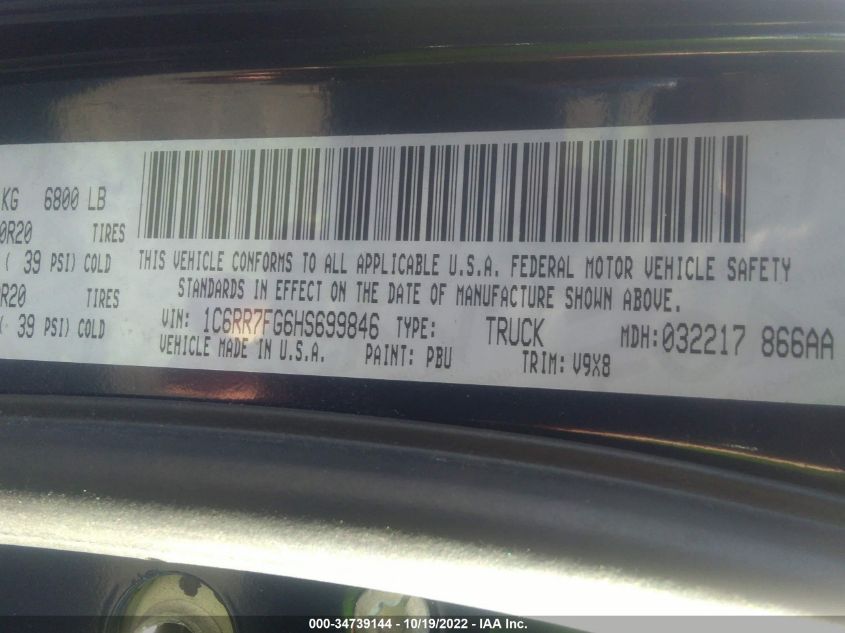 KG 6800 LB
0R20 TIRES
( 39 PSI) COLD
R20 TIRES
( 39 PSI) COLD
THIS VEHICLE CONFORMS TO ALL APPLICABLE U.S.A. FEDERAL MOTOR VEHICLE SAFETY
STANDARDS IN EFFECT ON THE DATE OF MANUFACTURE SHOWN ABOVE.
VIN: 1C6RR7FG6HS699846 TYPE: TRUCK MDH:032217 866AA
VEHICLE MADE IN U.S.A. PAINT: PBU TRIM: V9X8
000-34739144 - 10/19/2022 - IAA Inc.